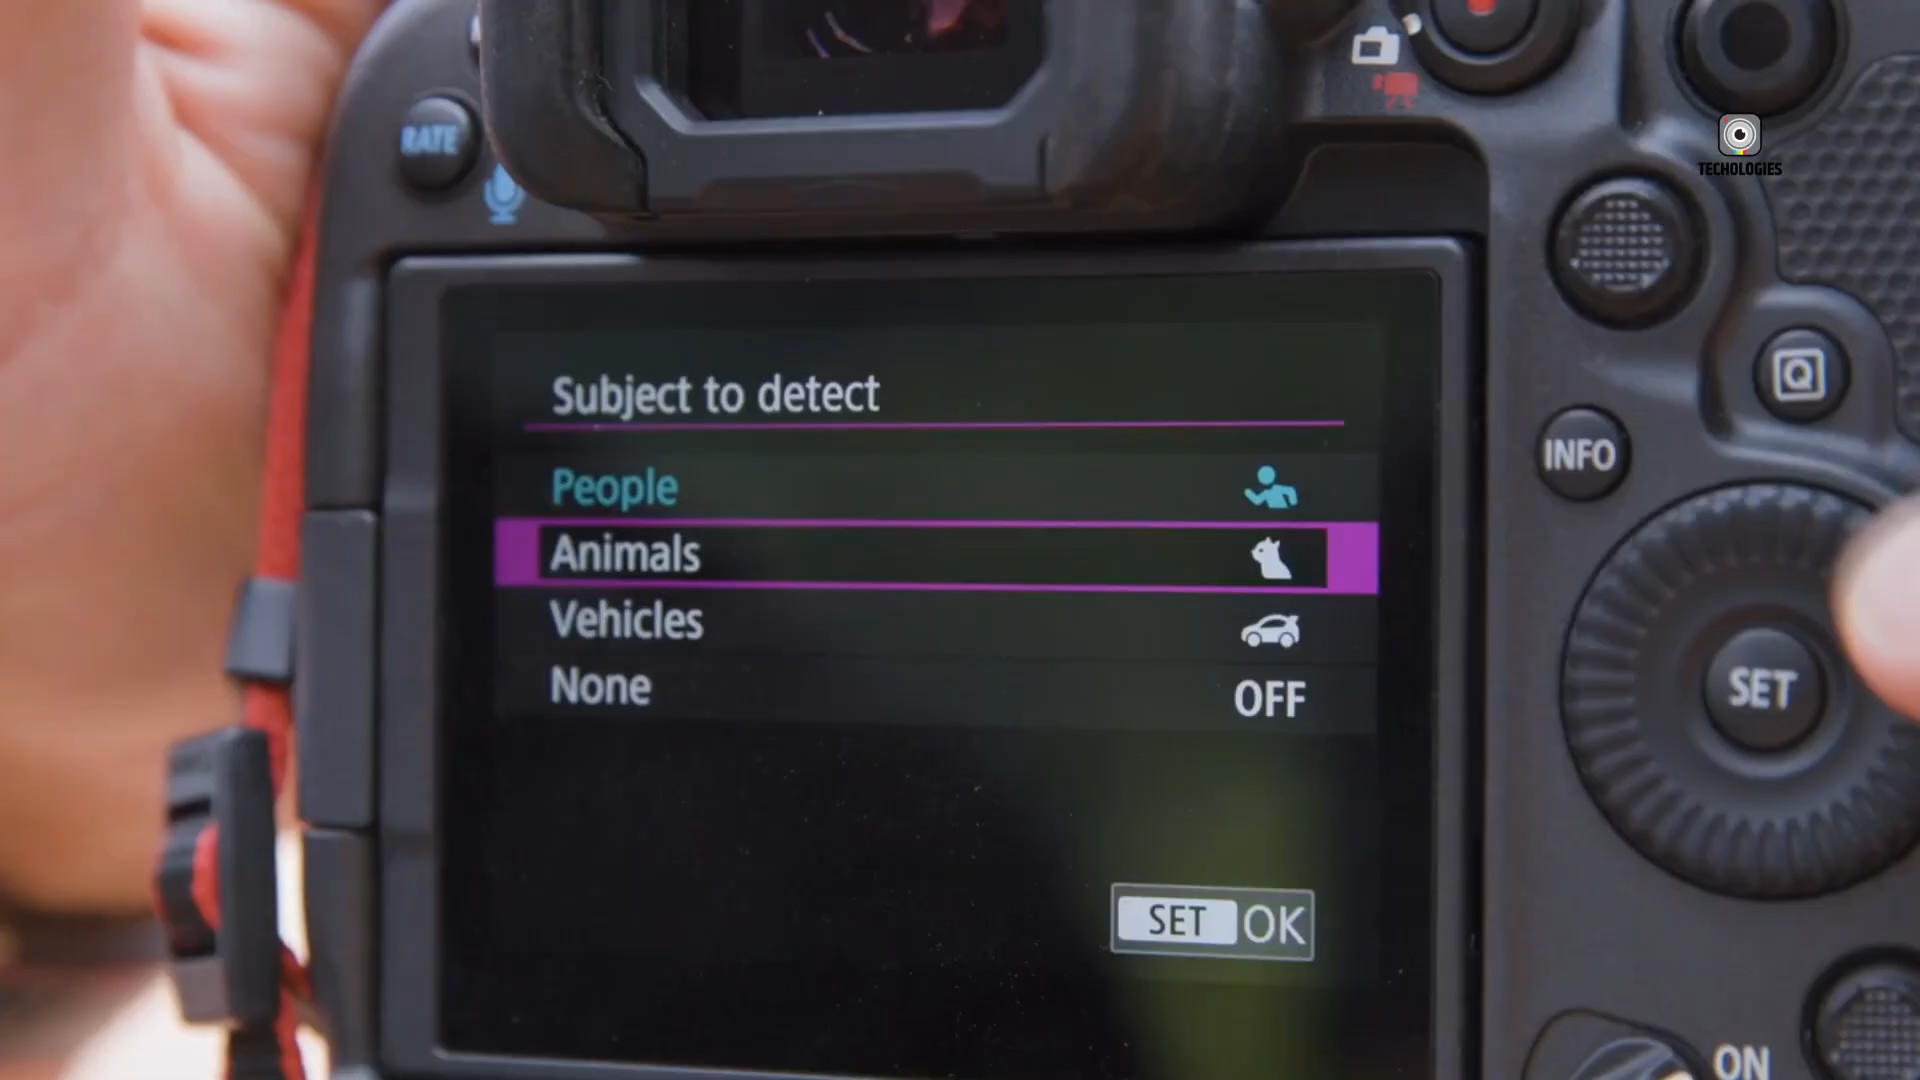 RATE
TECHOLOGIES
Subject to detect
People
Animals
Vehicles
None OFF
SET OK
Q
INFO
SET
ON